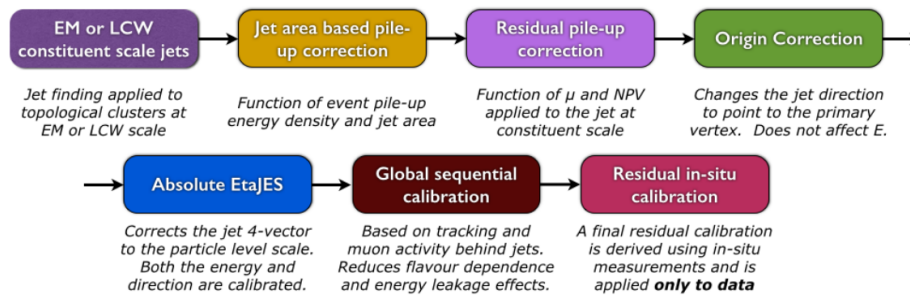 EM or LCW
constituent scale jets
Jet area based pile-
up correction
Residual pile-up
correction
Origin Correction
Jet finding applied to
topological clusters at
EM or LCW scale
Function of event pile-up
energy density and jet area
Function of µ and NPV
applied to the jet at
constituent scale
Changes the jet direction
to point to the primary
vertex. Does not affect E.
Absolute EtaJES
Global sequential
calibration
Residual in-situ
calibration
Corrects the jet 4-vector
to the particle level scale.
Both the energy and
direction are calibrated.
Based on tracking and
muon activity behind jets.
Reduces flavour dependence
and energy leakage effects.
A final residual calibration
is derived using in-situ
measurements and is
applied only to data